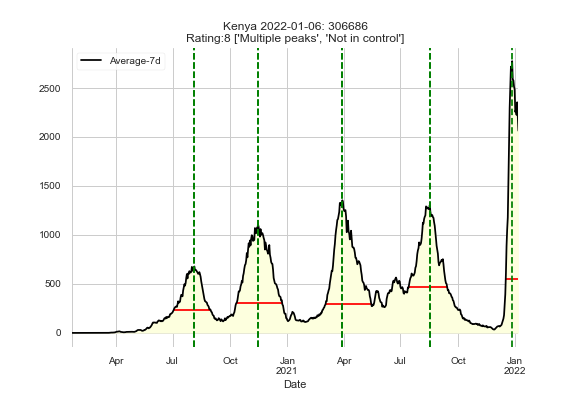 Kenya 2022-01-06: 306686
Rating:8 ['Multiple peaks', 'Not in control']
Average-7d
2500
2000
1500
1000
500
0
Apr Jul Oct Jan Apr Jul Oct Jan
2021 2022
Date